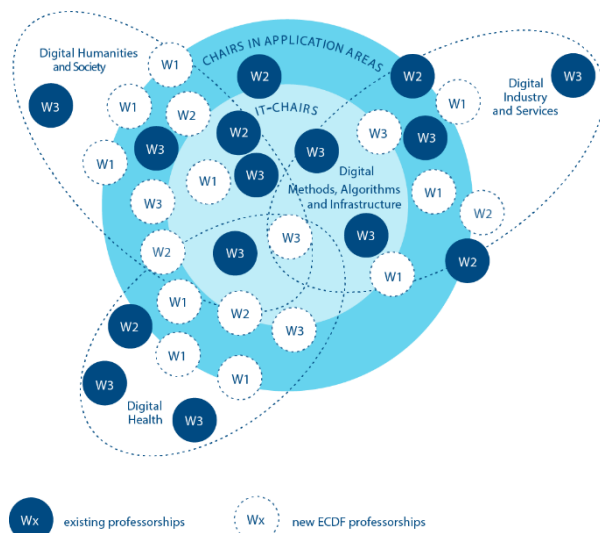 CHAIRS IN APPLICATION AREAS
Digital Humanities
and Society
W1
W2
W2
W3
Digital
Industry
and Services
W3
W1
W1
W2
W2
W3
W3
W3
W3
W1
W3
W1
W3
IT-CHAIRS
Digital
Methods, Algorithms
and Infrastructure
W1
W3
W2
W3
W3
W3
W2
W2
W1
W1
W2
W3
W2
W1
W1
W3
W3
Digital
Health
Wx
existing professorships
Wx
new ECDF professorships